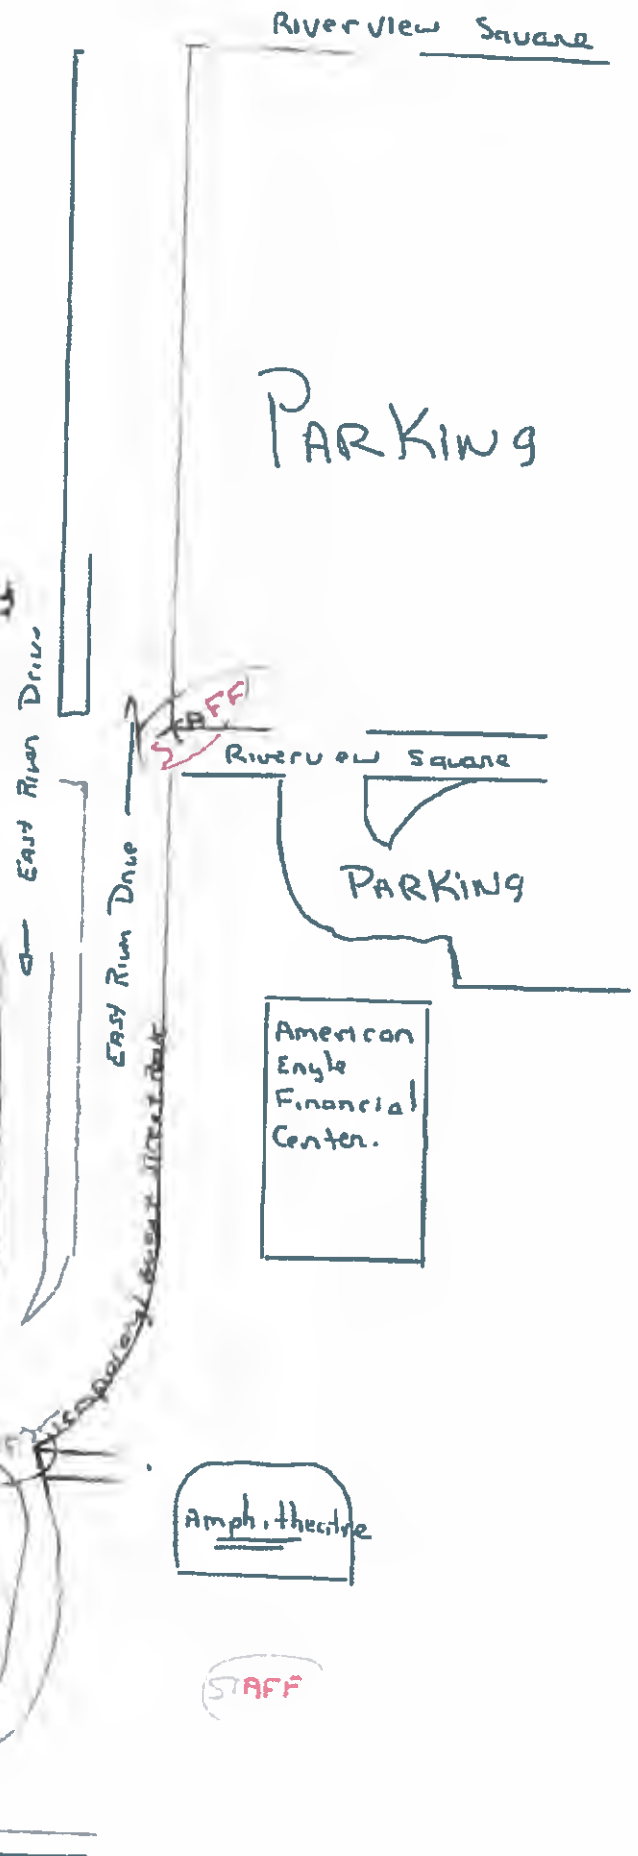 Riverview Square
PARKING
STAFF
Riverview Square
EAST River Drive
EAST River Drive
PARKING
American
Eagle
Financial
Center.
Amphitheatre
STAFF